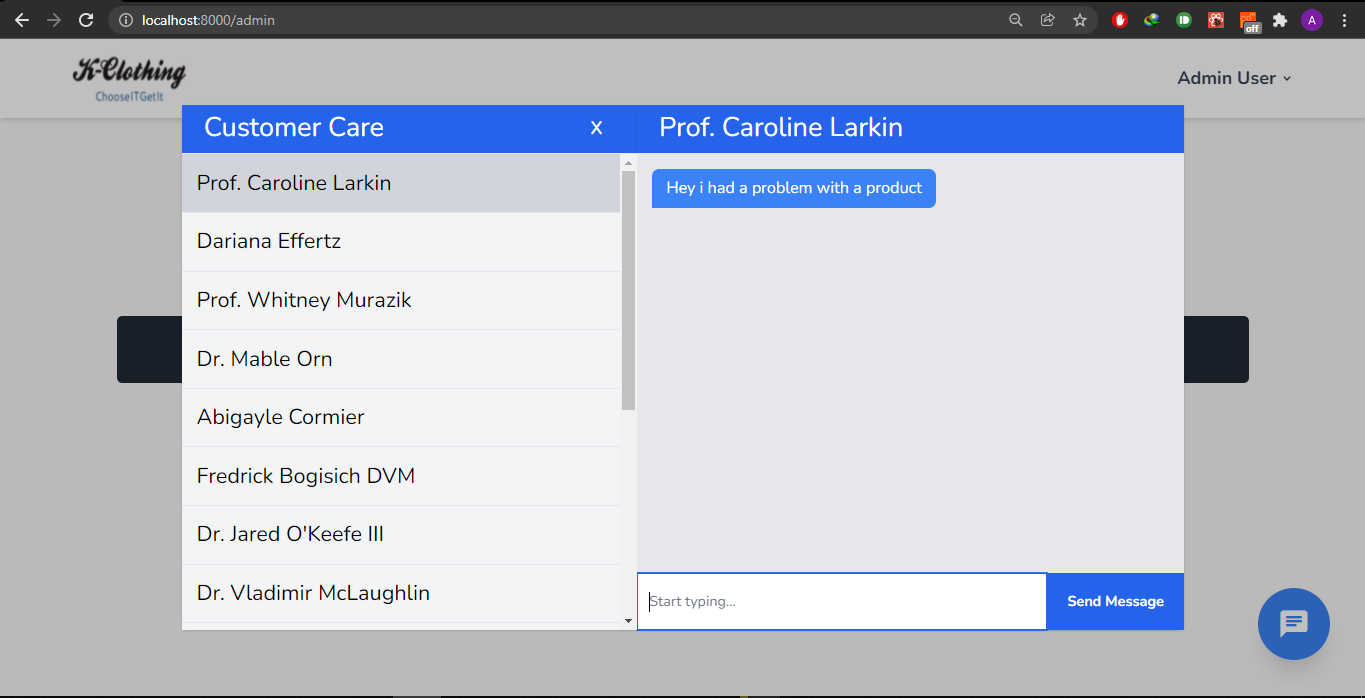 localhost:8000/admin
off
A
K-Clothing
ChooseITGetIt
Admin User
Customer Care
X
Prof. Caroline Larkin
Prof. Caroline Larkin
Dariana Effertz
Prof. Whitney Murazik
Dr. Mable Orn
Abigayle Cormier
Fredrick Bogisich DVM
Dr. Jared O'Keefe III
Dr. Vladimir McLaughlin
Hey i had a problem with a product
Start typing...
Send Message